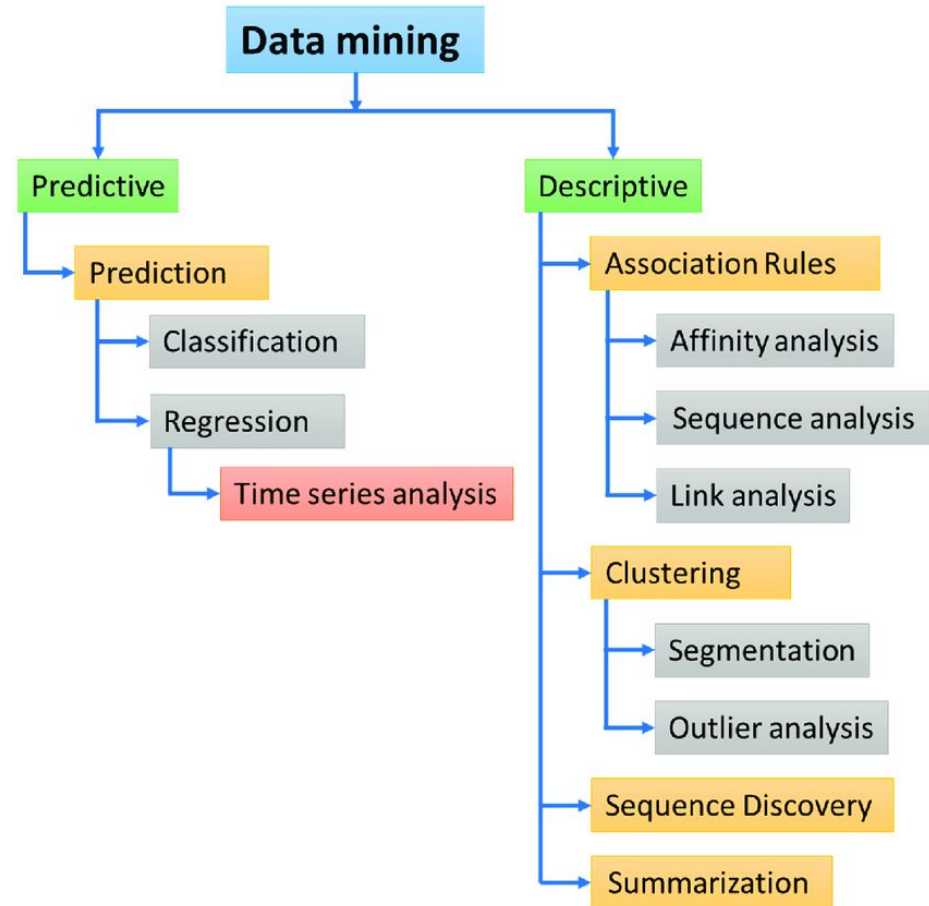 Data mining
Predictive
Descriptive
Prediction
Association Rules
Classification
Affinity analysis
Regression
Sequence analysis
Time series analysis
Link analysis
Clustering
Segmentation
Outlier analysis
Sequence Discovery
Summarization